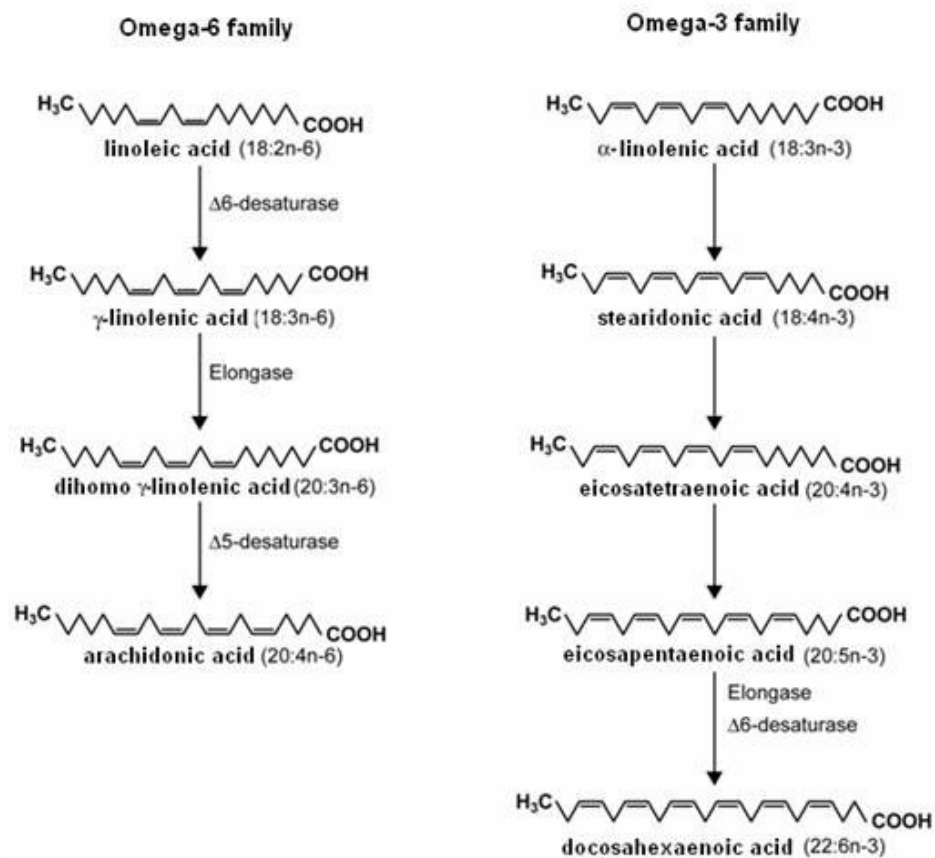 Omega-6 family
H₃C
COOH
linoleic acid (18:2n-6)
Δ6-desaturase
H₃C
COOH
γ-linolenic acid (18:3n-6)
Elongase
H₃C
COOH
dihomo γ-linolenic acid (20:3n-6)
Δ5-desaturase
H₃C
COOH
arachidonic acid (20:4n-6)
Omega-3 family
H₃C
COOH
α-linolenic acid (18:3n-3)
H₃C
COOH
stearidonic acid (18:4n-3)
H₃C
COOH
eicosatetraenoic acid (20:4n-3)
H₃C
COOH
eicosapentaenoic acid (20:5n-3)
Elongase
Δ6-desaturase
H₃C
COOH
docosahexaenoic acid (22:6n-3)